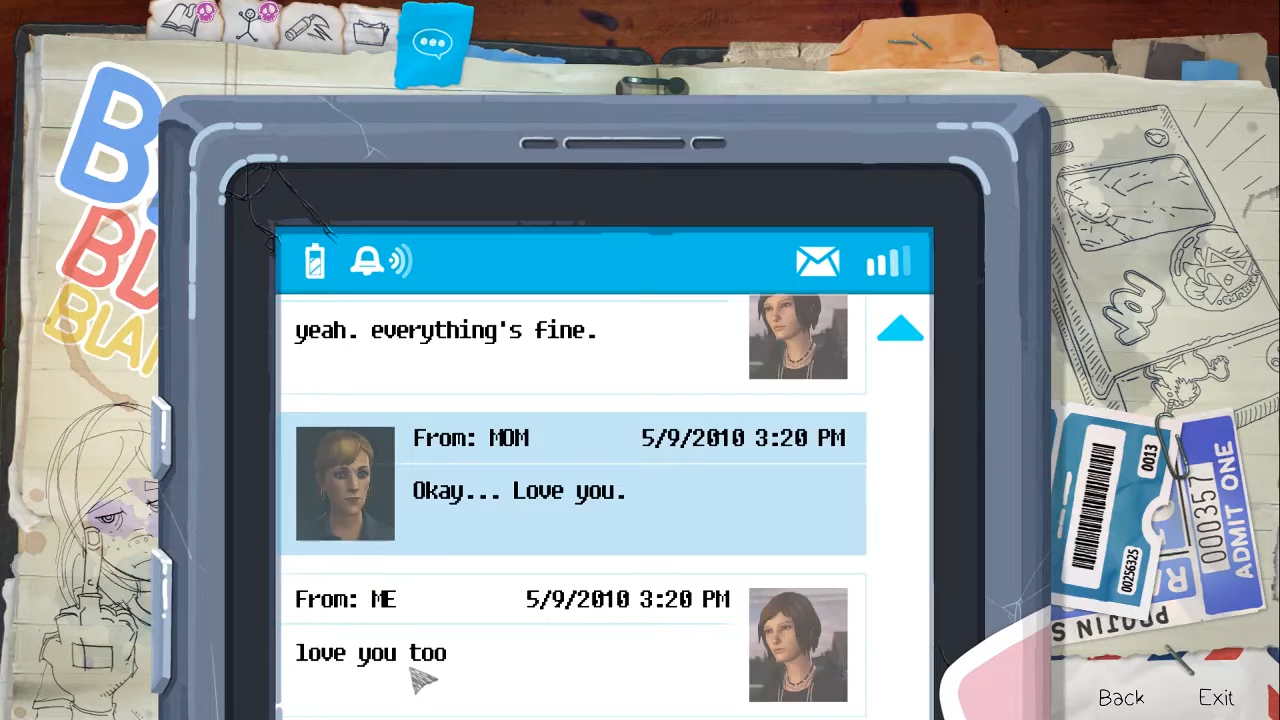 yeah. everything's fine.
From: MOM 5/9/2010 3:20 PM
Okay... Love you.
From: ME 5/9/2010 3:20 PM
love you too
0013
00256325
000357
ADMIT ONE
Back Exit